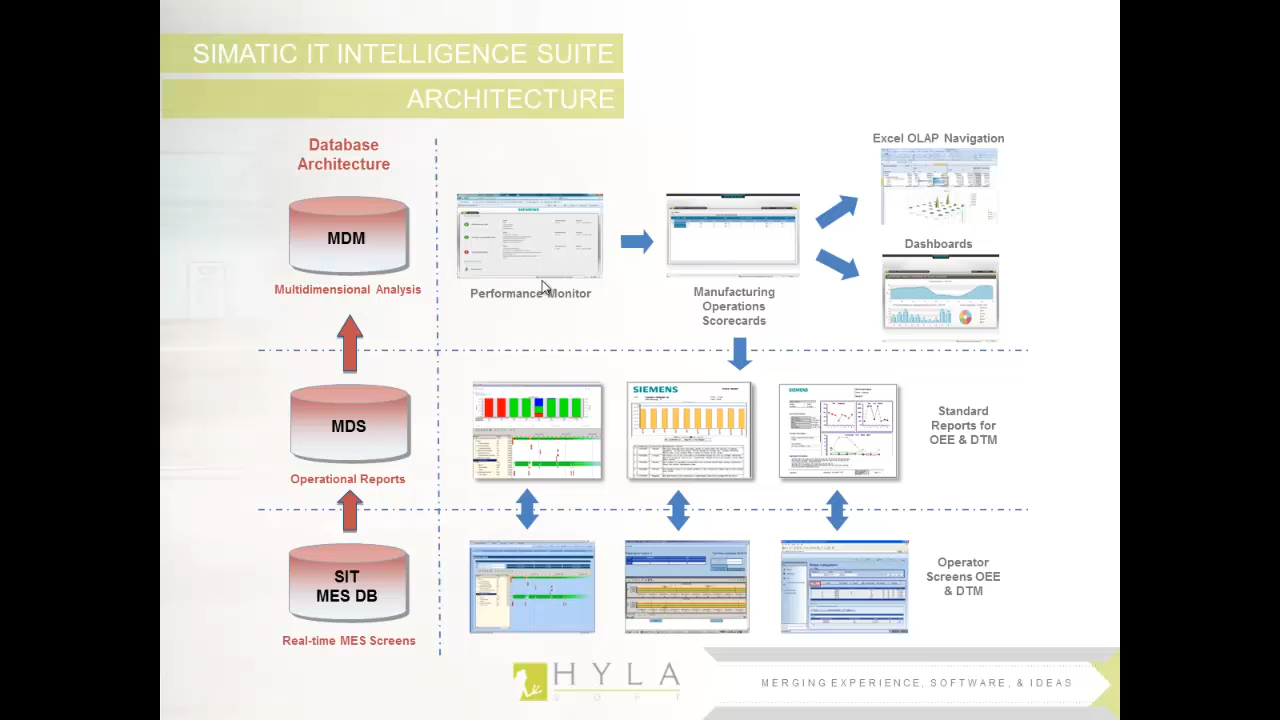 SIMATIC IT INTELLIGENCE SUITE
ARCHITECTURE
Database
Architecture
MDM
Multidimensional Analysis
SIEMENS
Performance Monitor
Manufacturing
Operations
Scorecards
Excel OLAP Navigation
Dashboards
MDS
Operational Reports
SIEMENS
SIEMENS
Standard
Reports for
OEE & DTM
SIT
MES DB
Real-time MES Screens
Operator
Screens OEE
& DTM
HYLA
SOFT
MERGING EXPERIENCE, SOFTWARE, & IDEAS